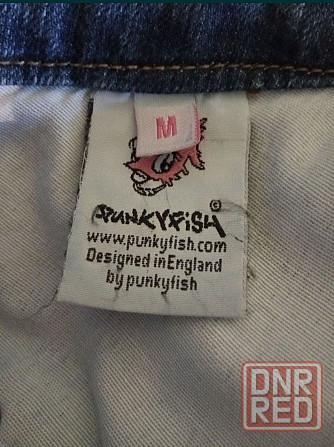 M
PUNKYFiSH
©
www.punkyfish.com
Designed in England
by punkyfish
DNR
RED